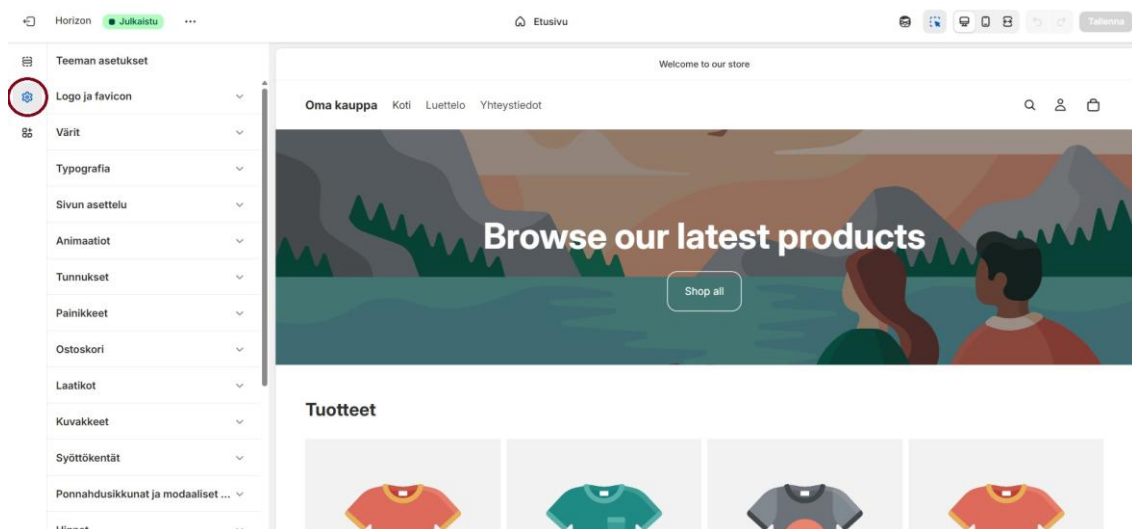 Horizon Julkaistu ... Etusivu Tallenna
Teeman asetukset
Logo ja favicon
Värit
Typografia
Sivun asettelu
Animaatiot
Tunnukset
Painikkeet
Ostoskori
Laatikot
Kuvakkeet
Syöttökentät
Ponnahdusikkunat ja modaaliset ...
Hinnat
Welcome to our store
Oma kauppa Koti Luettelo Yhteystiedot
Browse our latest products
Shop all
Tuotteet